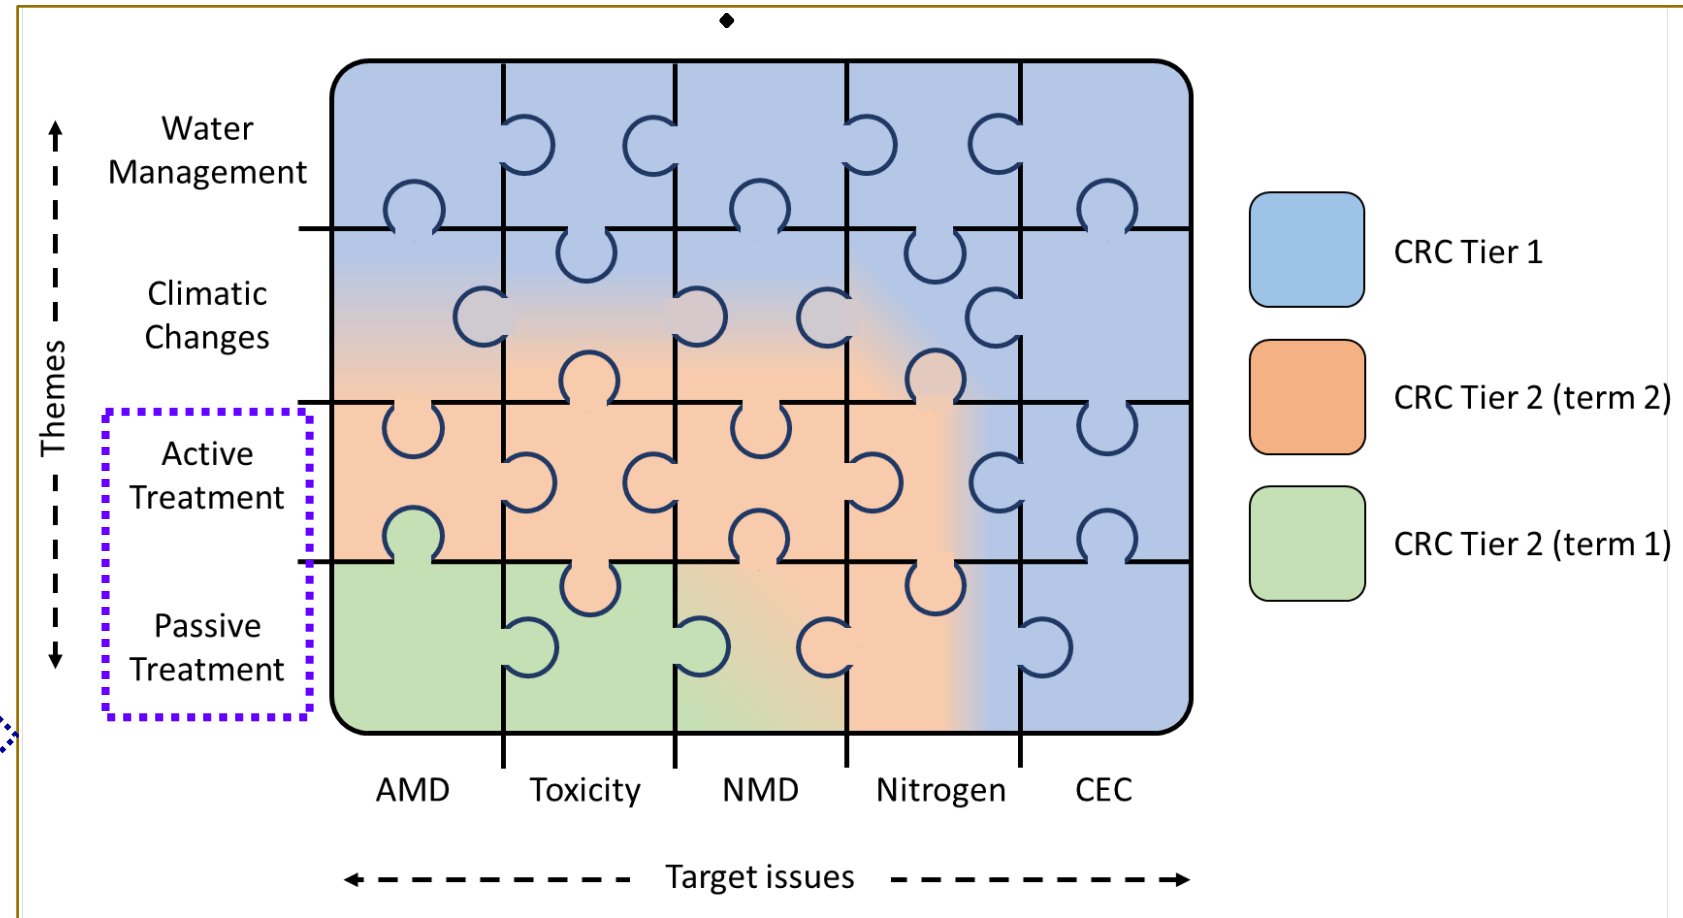 Water
Management
Climatic
Changes
Themes
Active
Treatment
Passive
Treatment
CRC Tier 1
CRC Tier 2 (term 2)
CRC Tier 2 (term 1)
AMD
Toxicity
NMD
Nitrogen
CEC
Target issues